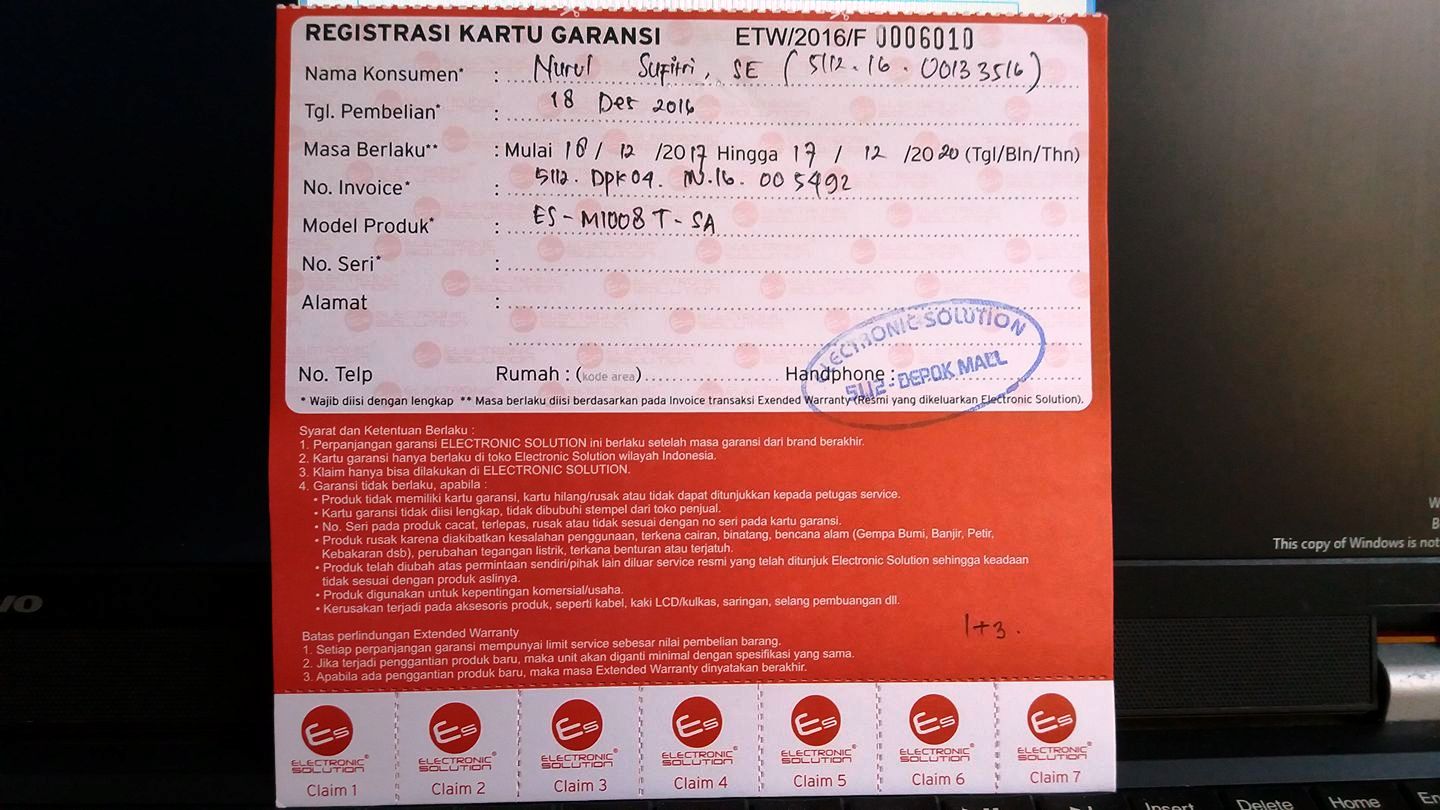 REGISTRASI KARTU GARANSI ETW/2016/F 0006010
Nama Konsumen* : Nurul Sufitri, SE (5112.16.00133516)
Tgl. Pembelian* : 18 Des 2016
Masa Berlaku** : Mulai 18 / 12 /2017 Hingga 17 / 12 /2020 (Tgl/Bln/Thn)
No. Invoice* : 5112. DPK04. IN.16. 005492
Model Produk* : ES-M1008T-SA
No. Seri* :
Alamat :
No. Telp Rumah : (kode area) Handphone :
ELECTRONIC SOLUTION
5112 - DEPOK MALL
* Wajib diisi dengan lengkap ** Masa berlaku diisi berdasarkan pada Invoice transaksi Exended Warranty (Resmi yang dikeluarkan Electronic Solution).
Syarat dan Ketentuan Berlaku :
1. Perpanjangan garansi ELECTRONIC SOLUTION ini berlaku setelah masa garansi dari brand berakhir.
2. Kartu garansi hanya berlaku di toko Electronic Solution wilayah Indonesia.
3. Klaim hanya bisa dilakukan di ELECTRONIC SOLUTION.
4. Garansi tidak berlaku, apabila :
• Produk tidak memiliki kartu garansi, kartu hilang/rusak atau tidak dapat ditunjukkan kepada petugas service.
• Kartu garansi tidak diisi lengkap, tidak dibubuhi stempel dari toko penjual.
• No. Seri pada produk cacat, terlepas, rusak atau tidak sesuai dengan no seri pada kartu garansi.
• Produk rusak karena diakibatkan kesalahan penggunaan, terkena cairan, binatang, bencana alam (Gempa Bumi, Banjir, Petir,
Kebakaran dsb), perubahan tegangan listrik, terkana benturan atau terjatuh.
• Produk telah diubah atas permintaan sendiri/pihak lain diluar service resmi yang telah ditunjuk Electronic Solution sehingga keadaan
tidak sesuai dengan produk aslinya.
• Produk digunakan untuk kepentingan komersial/usaha.
• Kerusakan terjadi pada aksesoris produk, seperti kabel, kaki LCD/kulkas, saringan, selang pembuangan dll.
1+3.
Batas perlindungan Extended Warranty
1. Setiap perpanjangan garansi mempunyai limit service sebesar nilai pembelian barang.
2. Jika terjadi penggantian produk baru, maka unit akan diganti minimal dengan spesifikasi yang sama.
3. Apabila ada penggantian produk baru, maka masa Extended Warranty dinyatakan berakhir.
Es Es Es Es Es Es Es
ELECTRONIC SOLUTION ELECTRONIC SOLUTION ELECTRONIC SOLUTION ELECTRONIC SOLUTION ELECTRONIC SOLUTION ELECTRONIC SOLUTION ELECTRONIC SOLUTION
Claim 1 Claim 2 Claim 3 Claim 4 Claim 5 Claim 6 Claim 7
This copy of Windows is not
Insert Delete Home